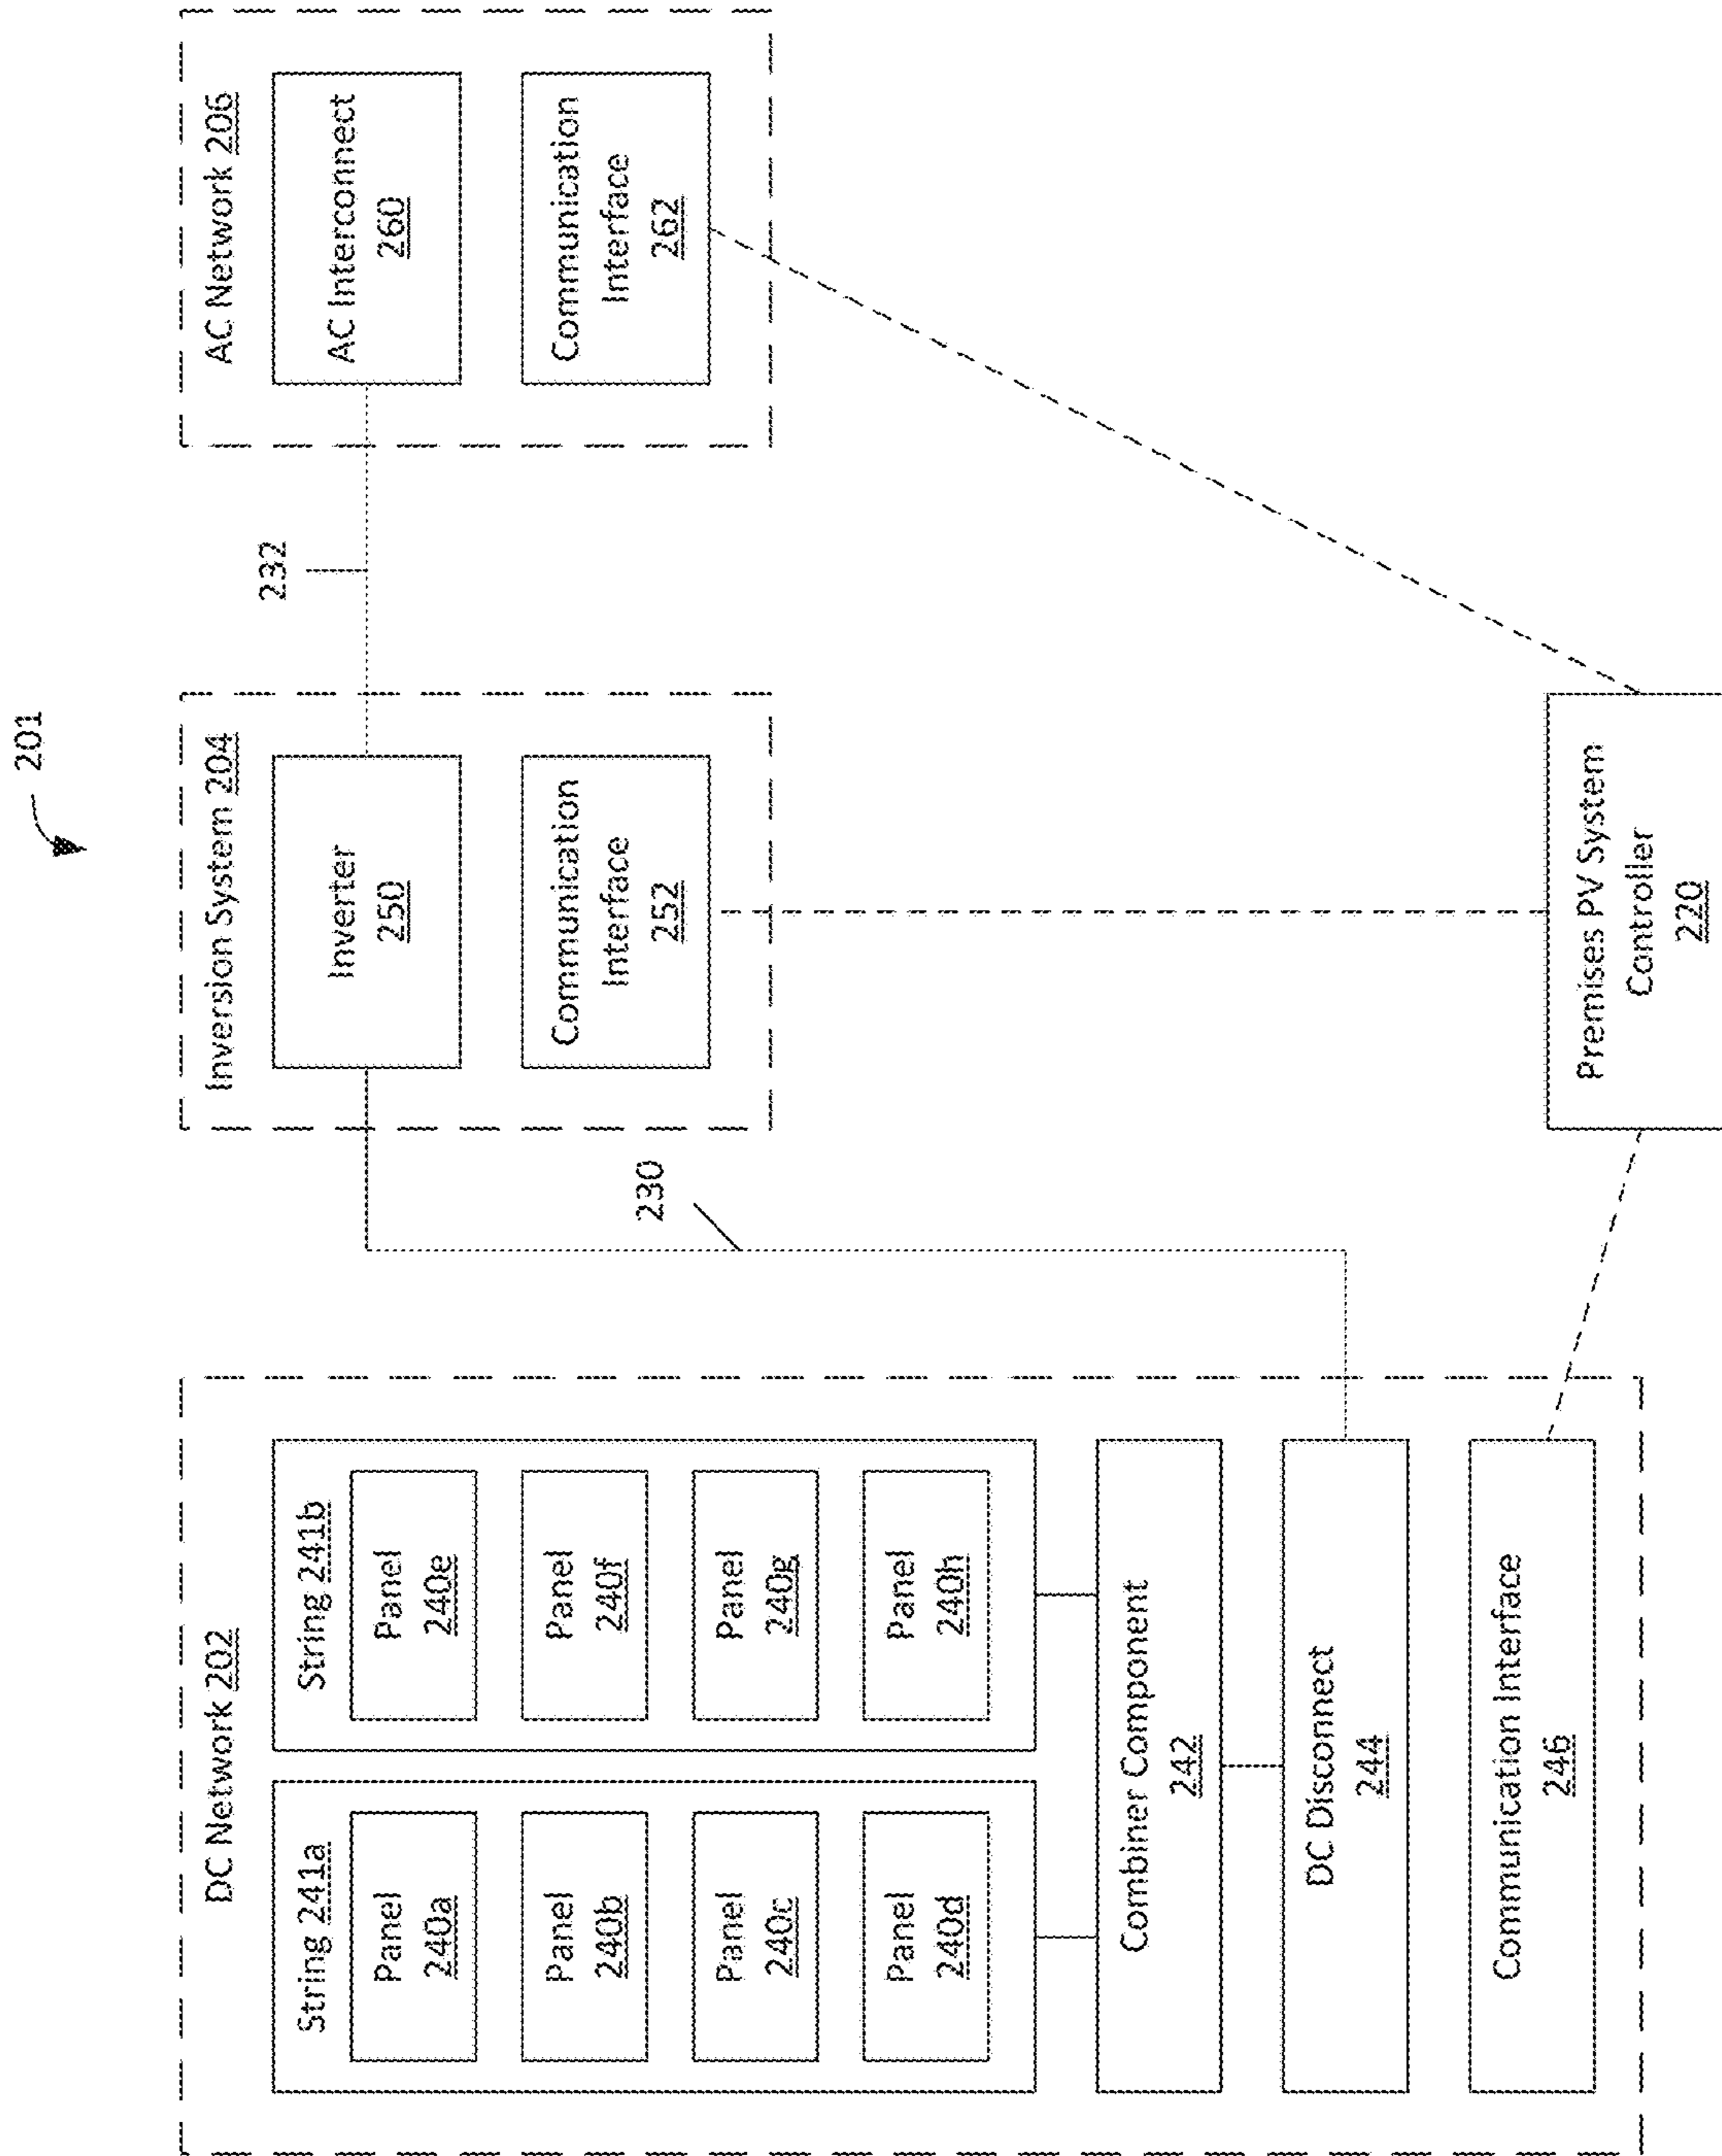 201
DC Network 202
String 241a
Panel
240a
Panel
240b
Panel
240c
Panel
240d
String 241b
Panel
240e
Panel
240f
Panel
240g
Panel
240h
Combiner Component
242
DC Disconnect
244
Communication Interface
246
230
Inversion System 204
Inverter
250
Communication
Interface
252
232
AC Network 206
AC Interconnect
260
Communication
Interface
262
Premises PV System
Controller
220